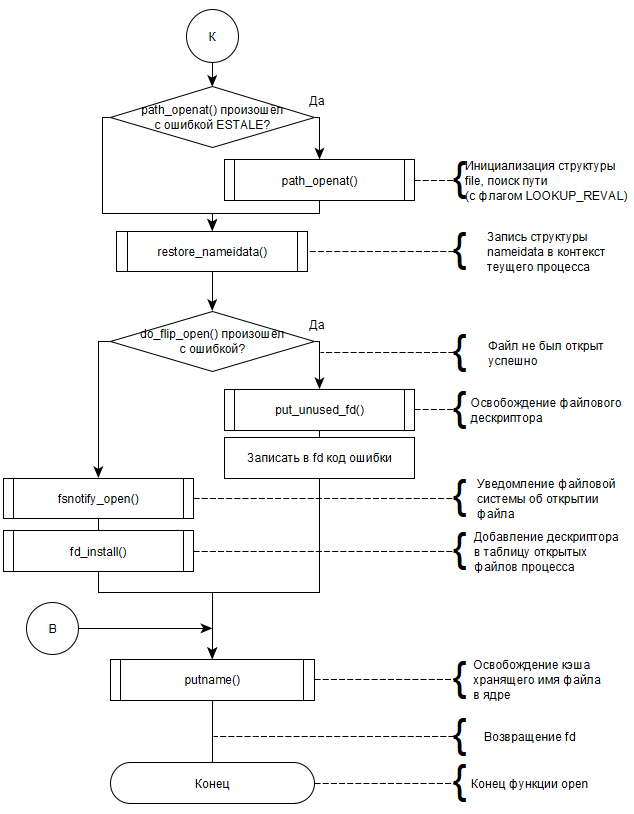 К
path_openat() произошел
с ошибкой ESTALE?
Да
path_openat()
Инициализация структуры
file, поиск пути
(с флагом LOOKUP_REVAL)
restore_nameidata()
Запись структуры
nameidata в контекст
теущего процесса
do_flip_open() произошел
с ошибкой?
Да
Файл не был открыт
успешно
put_unused_fd()
Освобождение файлового
дескриптора
Записать в fd код ошибки
fsnotify_open()
Уведомление файловой
системы об открытии
файла
fd_install()
Добавление дескриптора
в таблицу открытых
файлов процесса
В
putname()
Освобождение кэша
хранящего имя файла
в ядре
Возвращение fd
Конец
Конец функции open